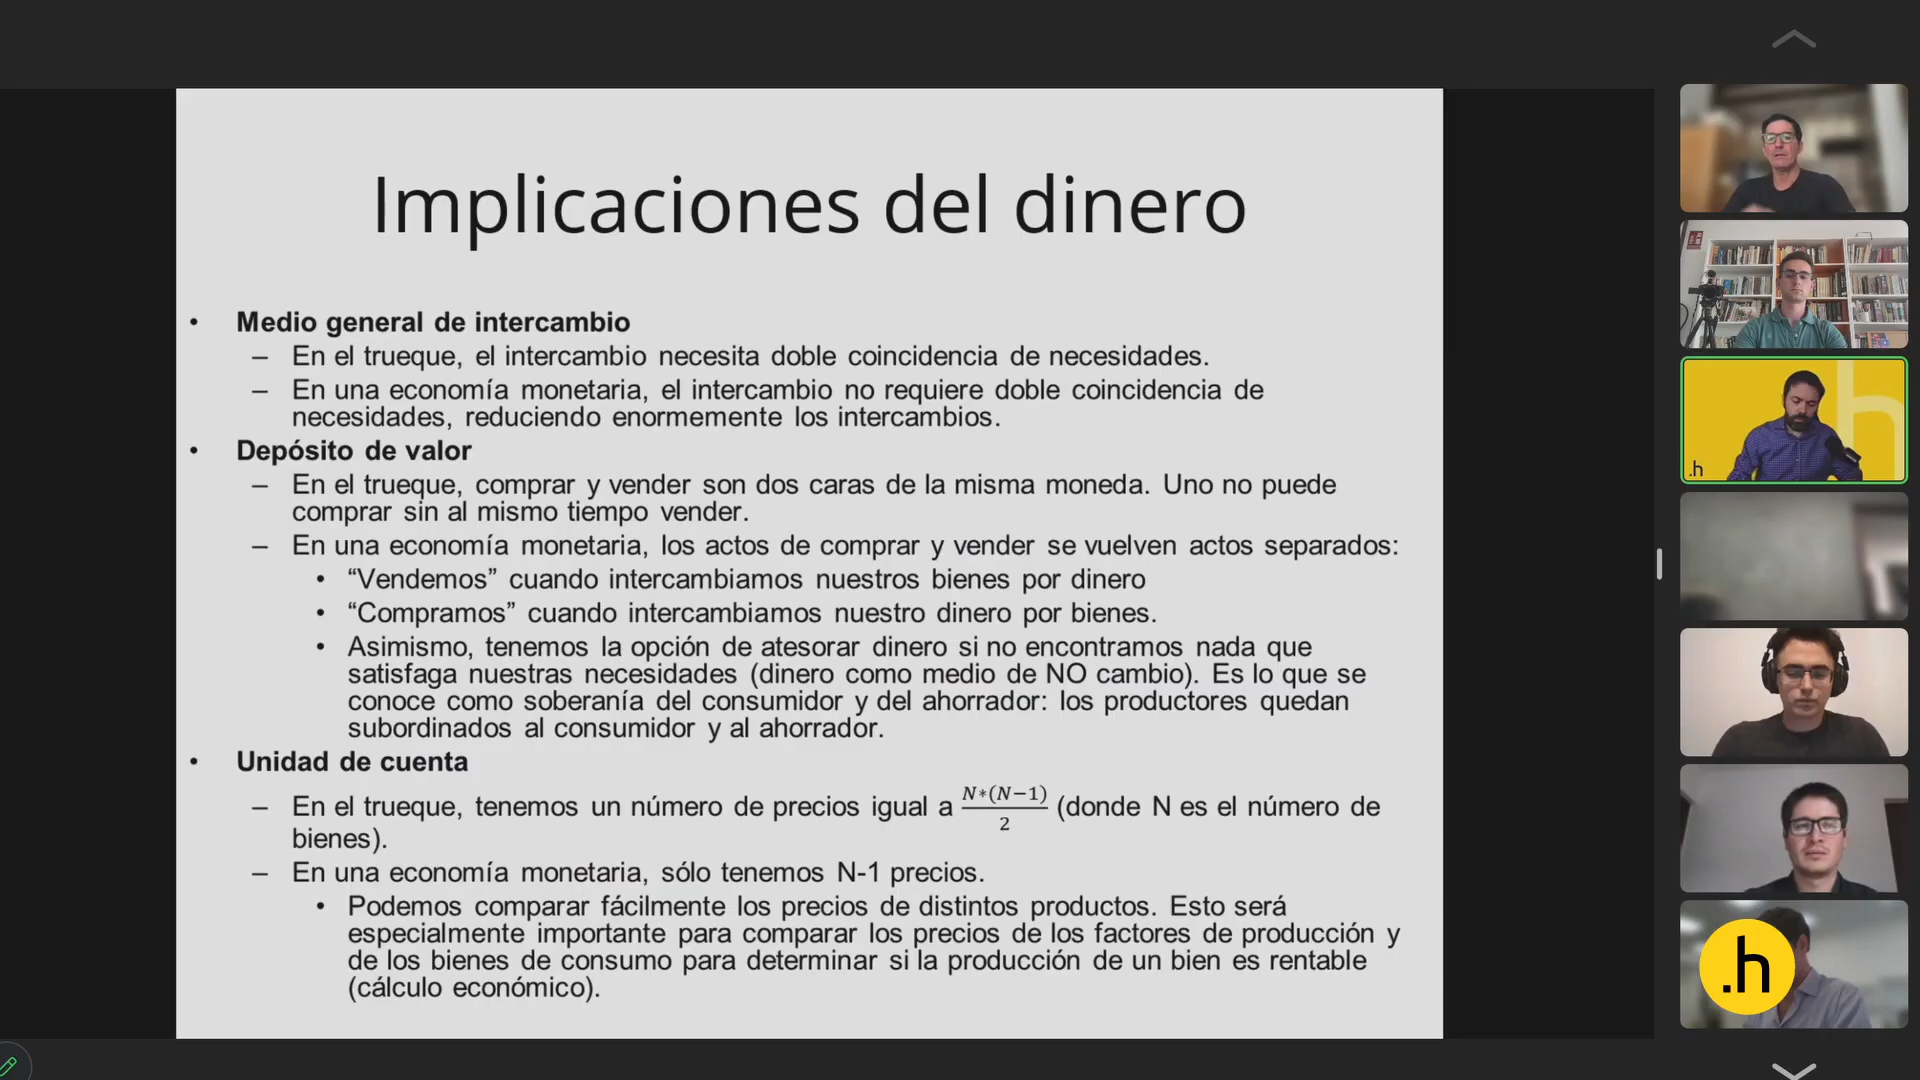 Implicaciones del dinero
• Medio general de intercambio
– En el trueque, el intercambio necesita doble coincidencia de necesidades.
– En una economía monetaria, el intercambio no requiere doble coincidencia de
necesidades, reduciendo enormemente los intercambios.
• Depósito de valor
– En el trueque, comprar y vender son dos caras de la misma moneda. Uno no puede
comprar sin al mismo tiempo vender.
– En una economía monetaria, los actos de comprar y vender se vuelven actos separados:
• “Vendemos” cuando intercambiamos nuestros bienes por dinero
• “Compramos” cuando intercambiamos nuestro dinero por bienes.
• Asimismo, tenemos la opción de atesorar dinero si no encontramos nada que
satisfaga nuestras necesidades (dinero como medio de NO cambio). Es lo que se
conoce como soberanía del consumidor y del ahorrador: los productores quedan
subordinados al consumidor y al ahorrador.
• Unidad de cuenta
– En el trueque, tenemos un número de precios igual a N*(N−1)/2 (donde N es el número de
bienes).
– En una economía monetaria, sólo tenemos N-1 precios.
• Podemos comparar fácilmente los precios de distintos productos. Esto será
especialmente importante para comparar los precios de los factores de producción y
de los bienes de consumo para determinar si la producción de un bien es rentable
(cálculo económico).
.h
h
.h